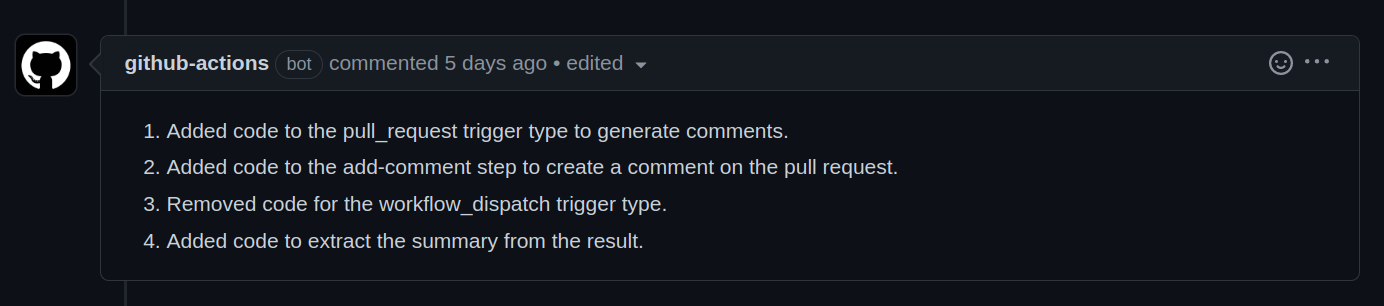 github-actions bot commented 5 days ago • edited
1. Added code to the pull_request trigger type to generate comments.
2. Added code to the add-comment step to create a comment on the pull request.
3. Removed code for the workflow_dispatch trigger type.
4. Added code to extract the summary from the result.